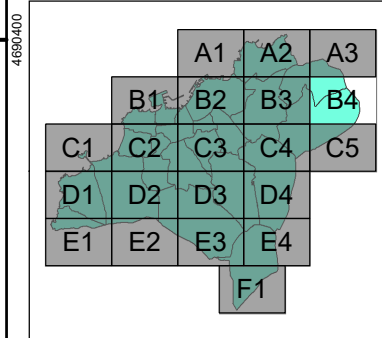 4690400
A1 A2 A3
B1 B2 B3 B4
C1 C2 C3 C4 C5
D1 D2 D3 D4
E1 E2 E3 E4
F1